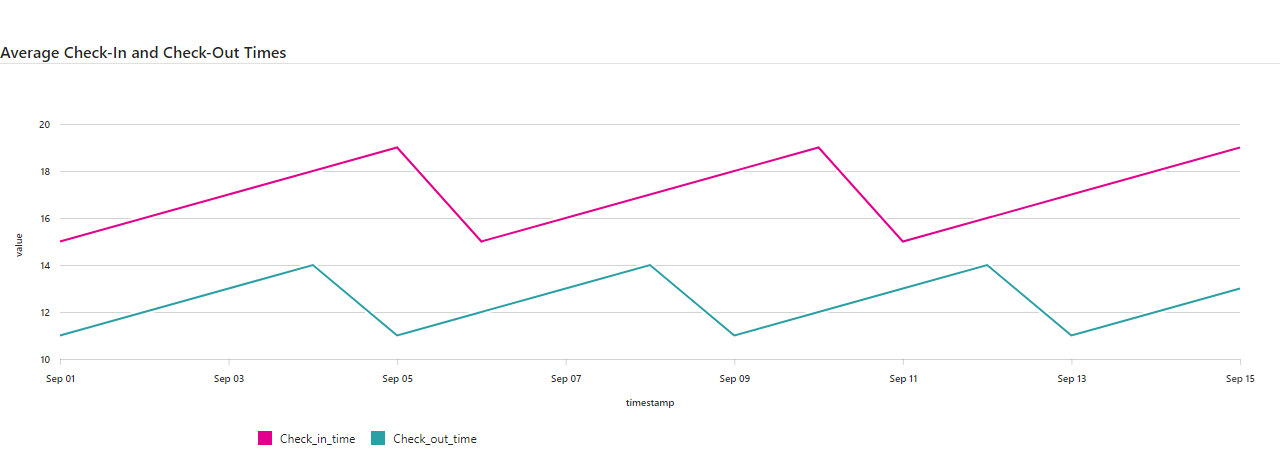 Average Check-In and Check-Out Times
20
18
16
14
12
10
value
Sep 01 Sep 03 Sep 05 Sep 07 Sep 09 Sep 11 Sep 13 Sep 15
timestamp
Check_in_time Check_out_time